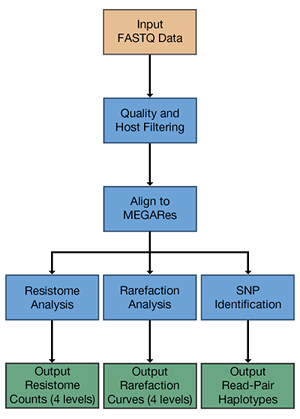 Input
FASTQ Data
Quality and
Host Filtering
Align to
MEGARes
Resistome
Analysis
Rarefaction
Analysis
SNP
Identification
Output
Resistome
Counts (4 levels)
Output
Rarefaction
Curves (4 levels)
Output
Read-Pair
Haplotypes